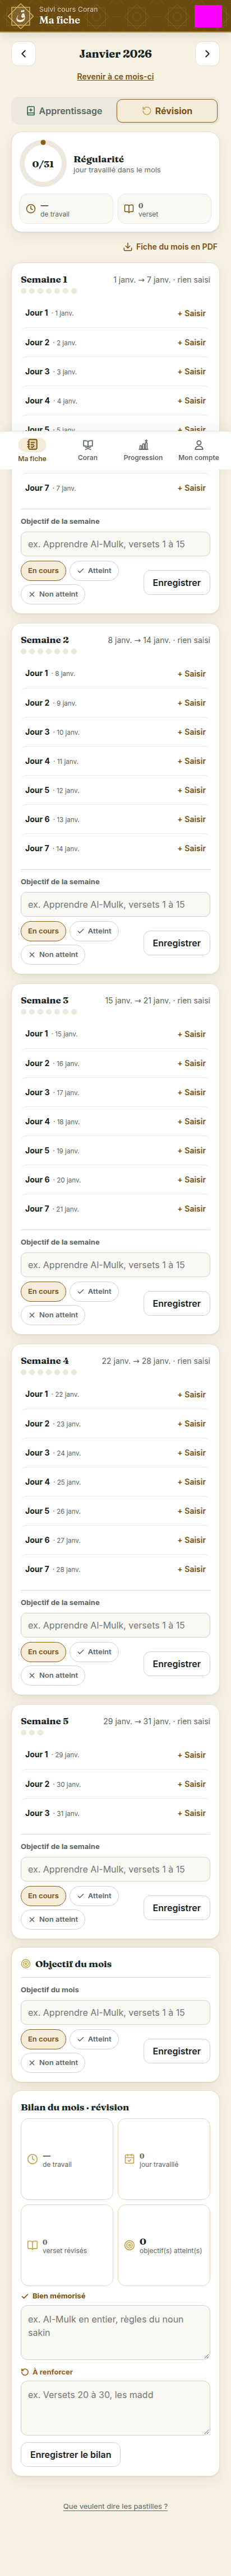 Suivi cours Coran
Ma fiche
Janvier 2026
Revenir à ce mois-ci
Apprentissage
Révision
0/31
Régularité
jour travaillé dans le mois
—
de travail
0
verset
Fiche du mois en PDF
Semaine 1
1 janv. → 7 janv. · rien saisi
Jour 1 · 1 janv.
+ Saisir
Jour 2 · 2 janv.
+ Saisir
Jour 3 · 3 janv.
+ Saisir
Jour 4 · 4 janv.
+ Saisir
Jour 5 · 5 janv.
+ Saisir
Ma fiche
Coran
Progression
Mon compte
Jour 7 · 7 janv.
+ Saisir
Objectif de la semaine
ex. Apprendre Al-Mulk, versets 1 à 15
En cours
Atteint
Non atteint
Enregistrer
Semaine 2
8 janv. → 14 janv. · rien saisi
Jour 1 · 8 janv.
+ Saisir
Jour 2 · 9 janv.
+ Saisir
Jour 3 · 10 janv.
+ Saisir
Jour 4 · 11 janv.
+ Saisir
Jour 5 · 12 janv.
+ Saisir
Jour 6 · 13 janv.
+ Saisir
Jour 7 · 14 janv.
+ Saisir
Objectif de la semaine
ex. Apprendre Al-Mulk, versets 1 à 15
En cours
Atteint
Non atteint
Enregistrer
Semaine 3
15 janv. → 21 janv. · rien saisi
Jour 1 · 15 janv.
+ Saisir
Jour 2 · 16 janv.
+ Saisir
Jour 3 · 17 janv.
+ Saisir
Jour 4 · 18 janv.
+ Saisir
Jour 5 · 19 janv.
+ Saisir
Jour 6 · 20 janv.
+ Saisir
Jour 7 · 21 janv.
+ Saisir
Objectif de la semaine
ex. Apprendre Al-Mulk, versets 1 à 15
En cours
Atteint
Non atteint
Enregistrer
Semaine 4
22 janv. → 28 janv. · rien saisi
Jour 1 · 22 janv.
+ Saisir
Jour 2 · 23 janv.
+ Saisir
Jour 3 · 24 janv.
+ Saisir
Jour 4 · 25 janv.
+ Saisir
Jour 5 · 26 janv.
+ Saisir
Jour 6 · 27 janv.
+ Saisir
Jour 7 · 28 janv.
+ Saisir
Objectif de la semaine
ex. Apprendre Al-Mulk, versets 1 à 15
En cours
Atteint
Non atteint
Enregistrer
Semaine 5
29 janv. → 31 janv. · rien saisi
Jour 1 · 29 janv.
+ Saisir
Jour 2 · 30 janv.
+ Saisir
Jour 3 · 31 janv.
+ Saisir
Objectif de la semaine
ex. Apprendre Al-Mulk, versets 1 à 15
En cours
Atteint
Non atteint
Enregistrer
Objectif du mois
Objectif du mois
ex. Apprendre Al-Mulk, versets 1 à 15
En cours
Atteint
Non atteint
Enregistrer
Bilan du mois · révision
—
de travail
0
jour travaillé
0
verset révisés
0
objectif(s) atteint(s)
Bien mémorisé
ex. Al-Mulk en entier, règles du noun
sakin
À renforcer
ex. Versets 20 à 30, les madd
Enregistrer le bilan
Que veulent dire les pastilles ?